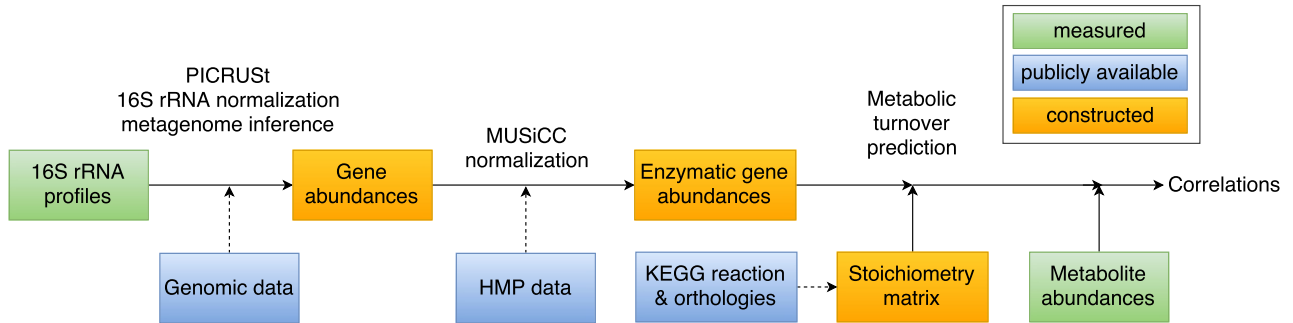 measured
publicly available
constructed
PICRUSt
16S rRNA normalization
metagenome inference
MUSiCC
normalization
Metabolic
turnover
prediction
16S rRNA
profiles
Gene
abundances
Enzymatic gene
abundances
Correlations
Genomic data
HMP data
KEGG reaction
& orthologies
Stoichiometry
matrix
Metabolite
abundances